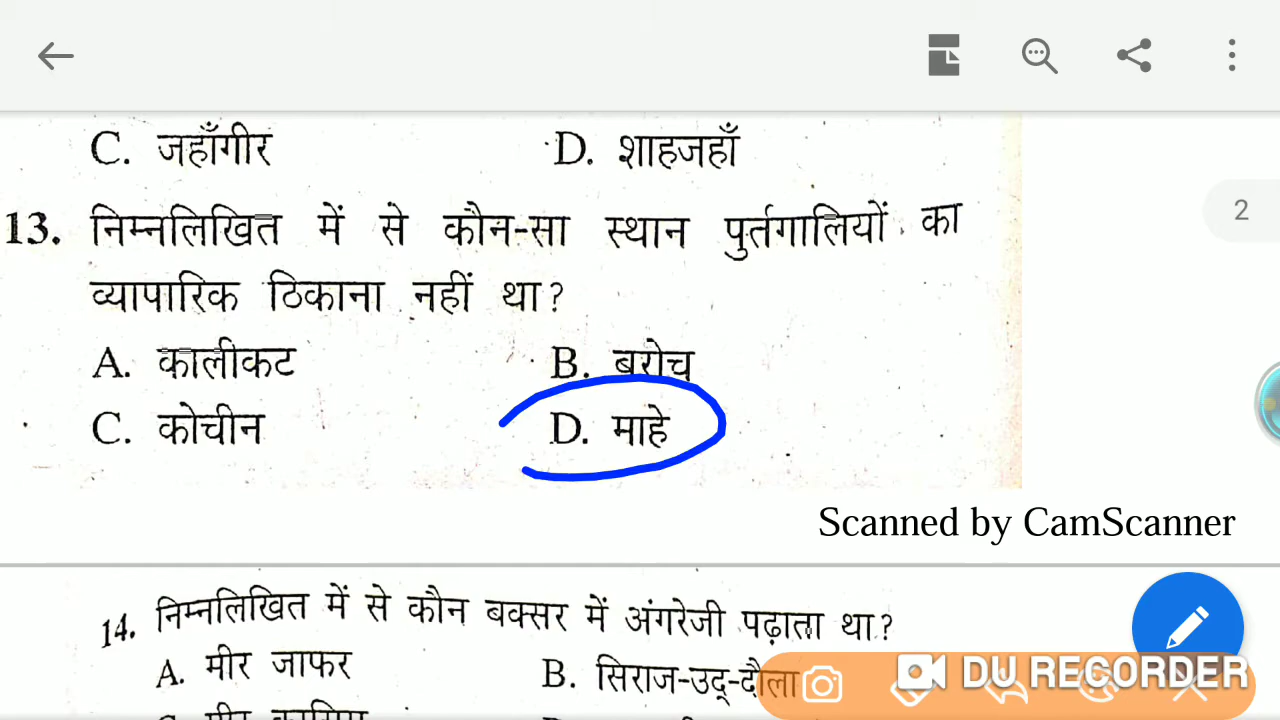 2
C. जहाँगीर D. शाहजहाँ
13. निम्नलिखित में से कौन-सा स्थान पुर्तगालियों का
व्यापारिक ठिकाना नहीं था?
A. कालीकट B. बरोच
C. कोचीन D. माहे
Scanned by CamScanner
14. निम्नलिखित में से कौन बक्सर में अंगरेजी पढ़ाता था?
A. मीर जाफर B. सिराज-उद्-दौला
DU RECORDER